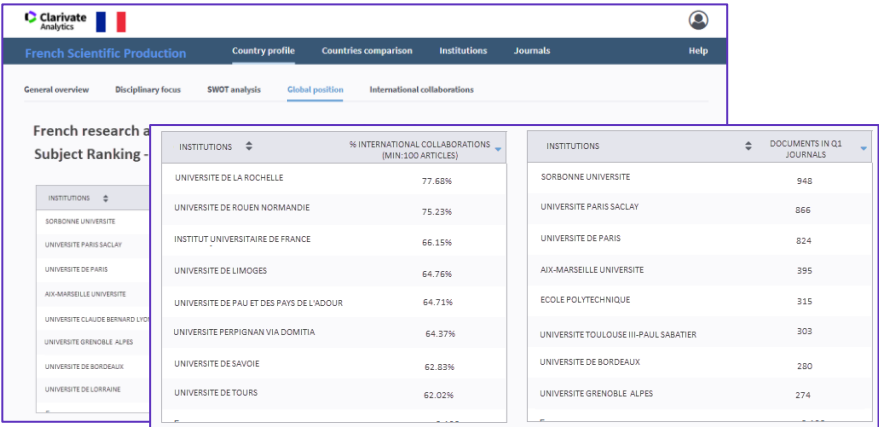 Clarivate
Analytics
French Scientific Production
Country profile
Countries comparison
Institutions
Journals
Help
General overview
Disciplinary focus
SWOT analysis
Global position
International collaborations
French research a
Subject Ranking -
INSTITUTIONS
SORBONNE UNIVERSITE
UNIVERSITE PARIS SACLAY
UNIVERSITE DE PARIS
AIX-MARSEILLE UNIVERSITE
UNIVERSITE CLAUDE BERNARD LYON
UNIVERSITE GRENOBLE ALPES
UNIVERSITE DE BORDEAUX
UNIVERSITE DE LORRAINE
INSTITUTIONS
% INTERNATIONAL COLLABORATIONS
(MIN:100 ARTICLES)
UNIVERSITE DE LA ROCHELLE 77.68%
UNIVERSITE DE ROUEN NORMANDIE 75.23%
INSTITUT UNIVERSITAIRE DE FRANCE 66.15%
UNIVERSITE DE LIMOGES 64.76%
UNIVERSITE DE PAU ET DES PAYS DE L'ADOUR 64.71%
UNIVERSITE PERPIGNAN VIA DOMITIA 64.37%
UNIVERSITE DE SAVOIE 62.83%
UNIVERSITE DE TOURS 62.02%
INSTITUTIONS
DOCUMENTS IN Q1
JOURNALS
SORBONNE UNIVERSITE 948
UNIVERSITE PARIS SACLAY 866
UNIVERSITE DE PARIS 824
AIX-MARSEILLE UNIVERSITE 395
ECOLE POLYTECHNIQUE 315
UNIVERSITE TOULOUSE III-PAUL SABATIER 303
UNIVERSITE DE BORDEAUX 280
UNIVERSITE GRENOBLE ALPES 274